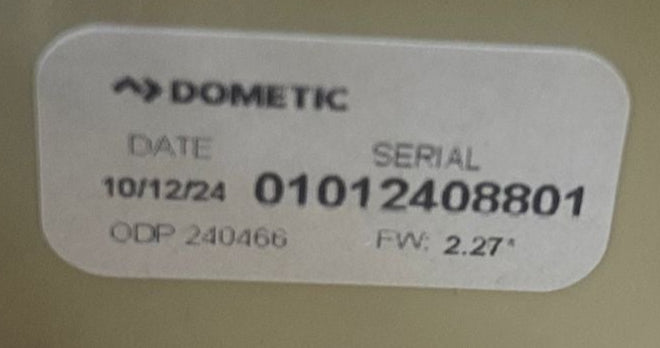 DOMETIC
DATE SERIAL
10/12/24 01012408801
ODP 240466 FW: 2.27*